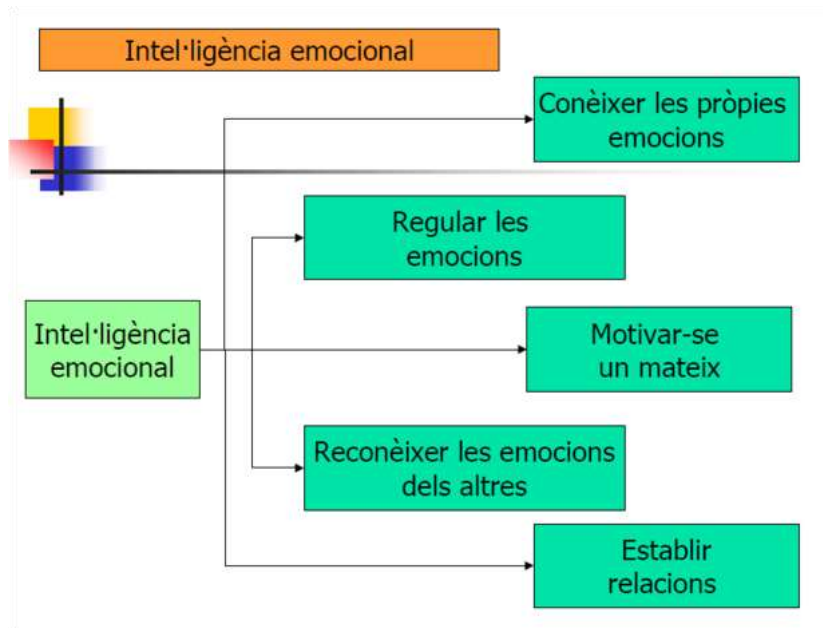 Intel·ligència emocional
Conèixer les pròpies
emocions
Regular les
emocions
Intel·ligència
emocional
Motivar-se
un mateix
Reconèixer les emocions
dels altres
Establir
relacions